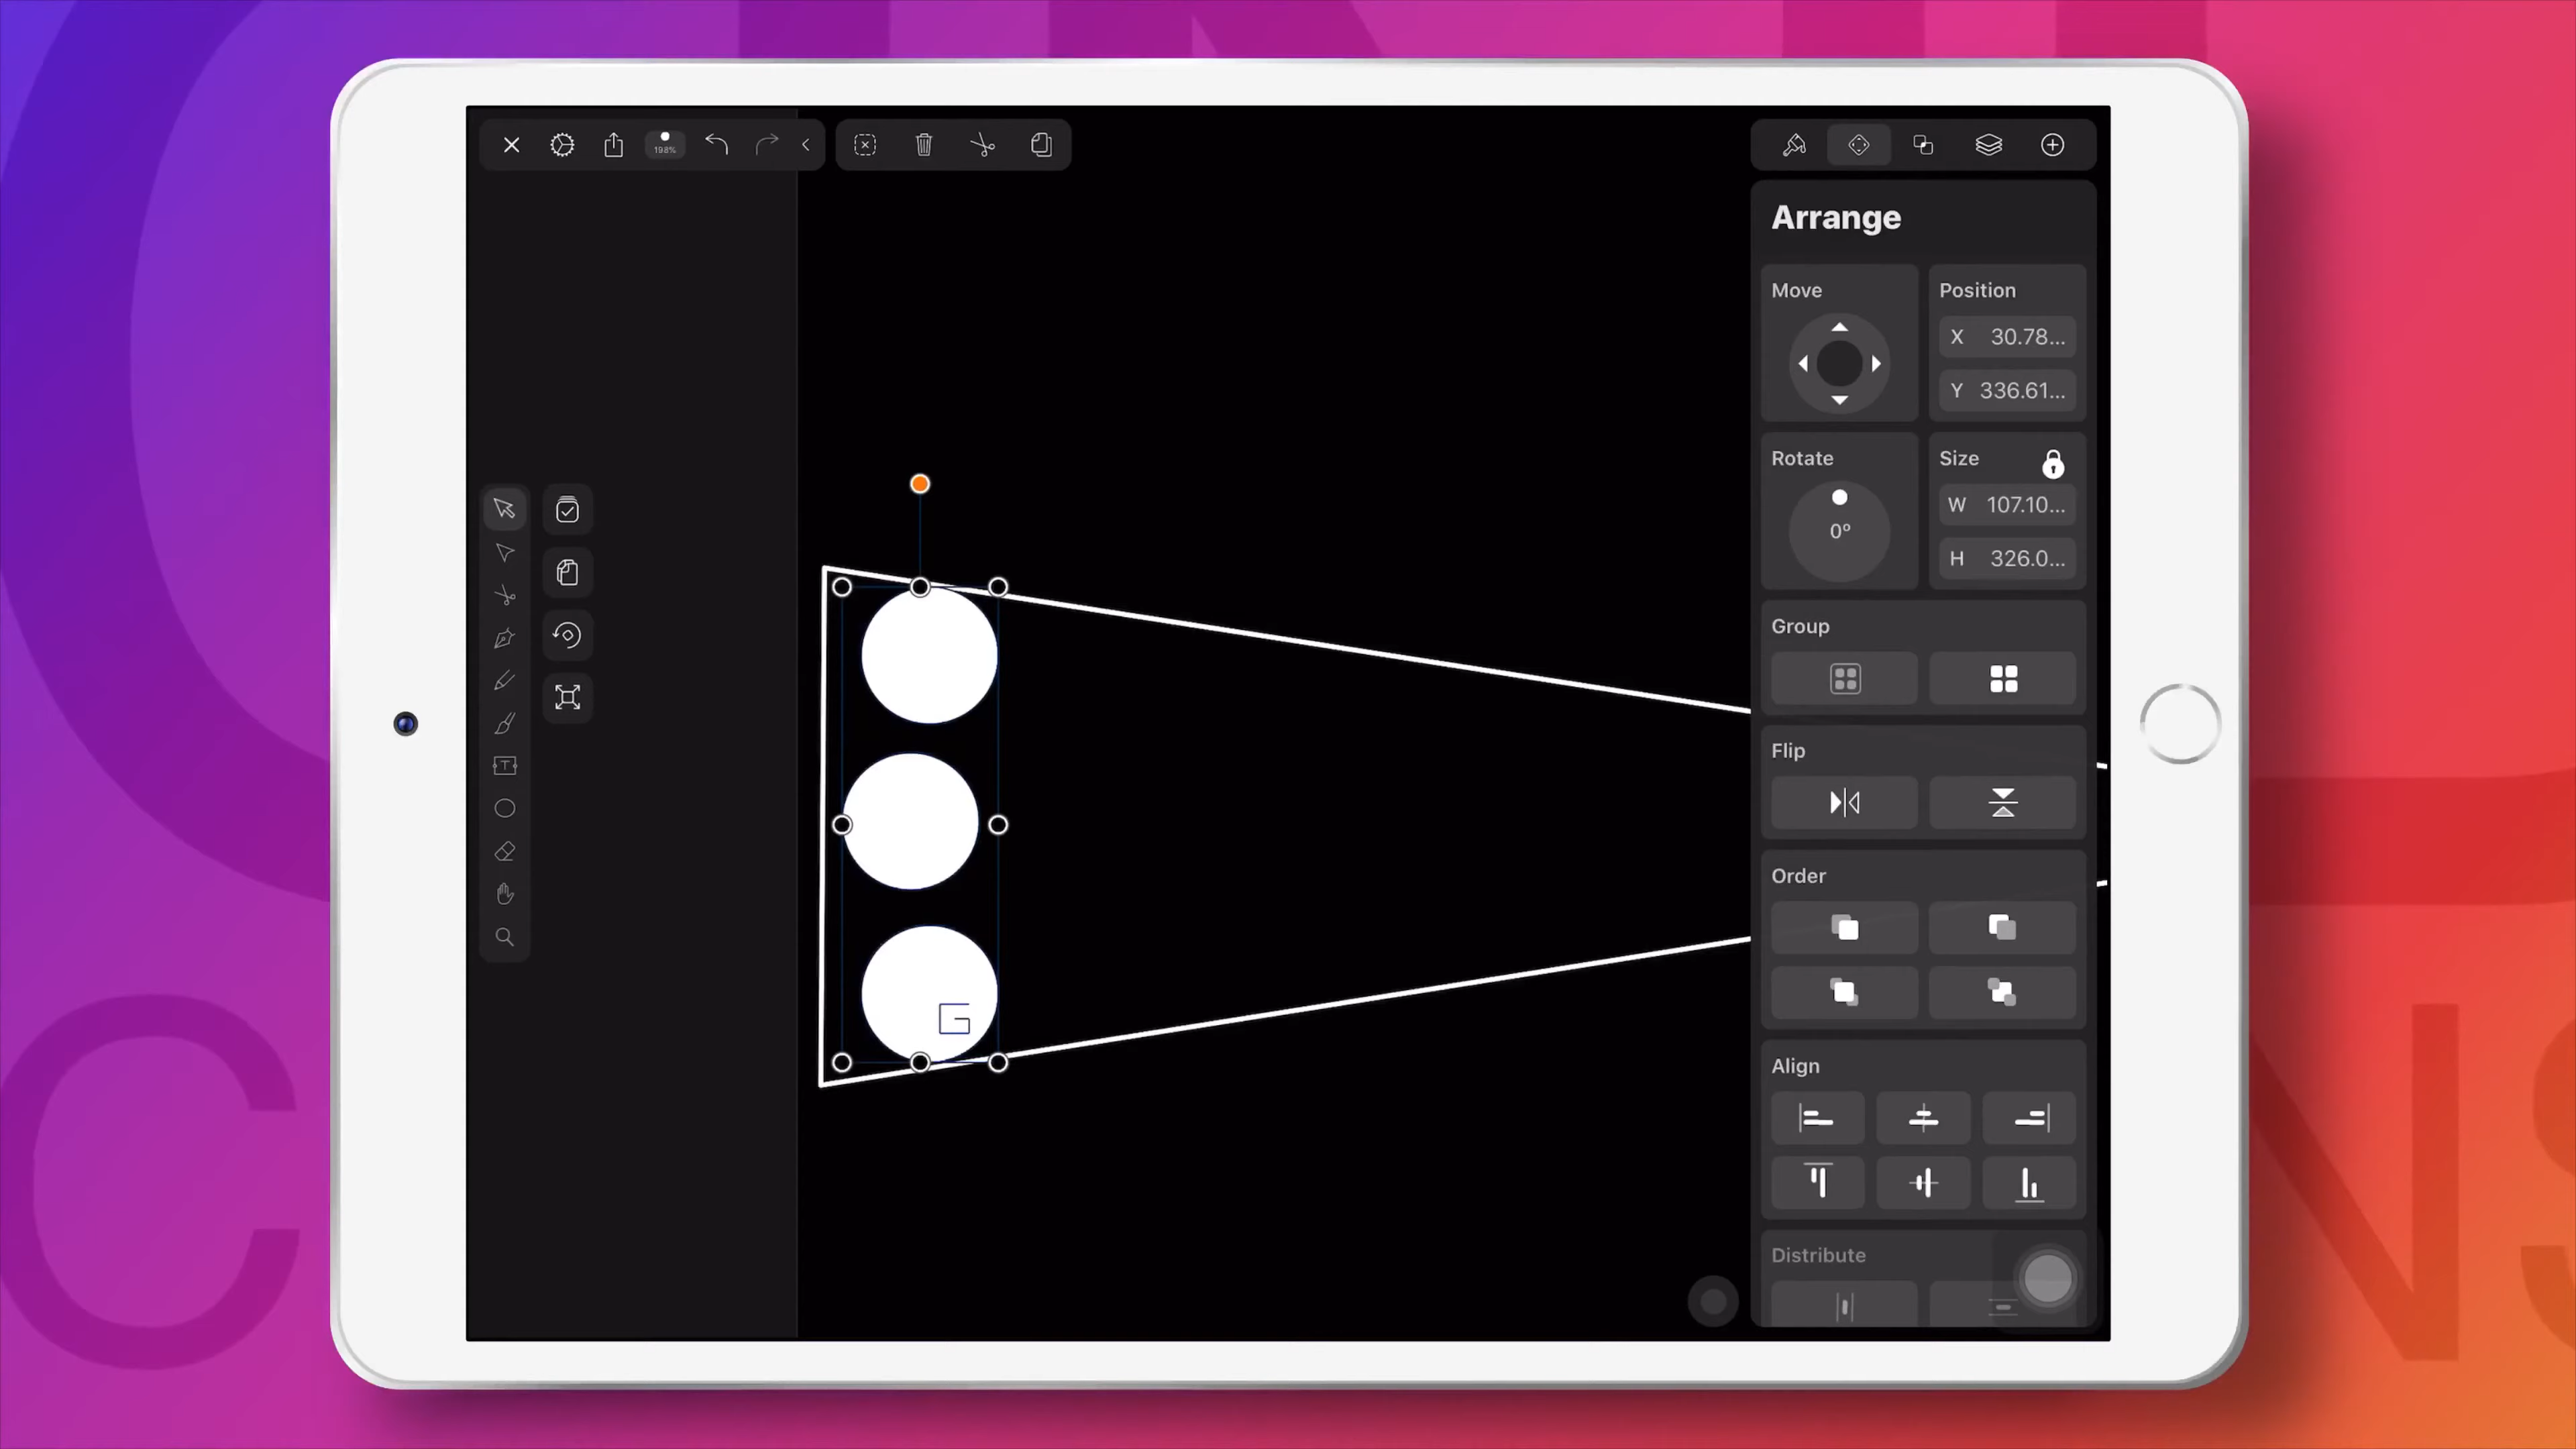 198%
Arrange
Move
Position
X 30.78...
Y 336.61...
Rotate
Size
0°
W 107.10...
H 326.0...
Group
Flip
Order
Align
Distribute
G
T